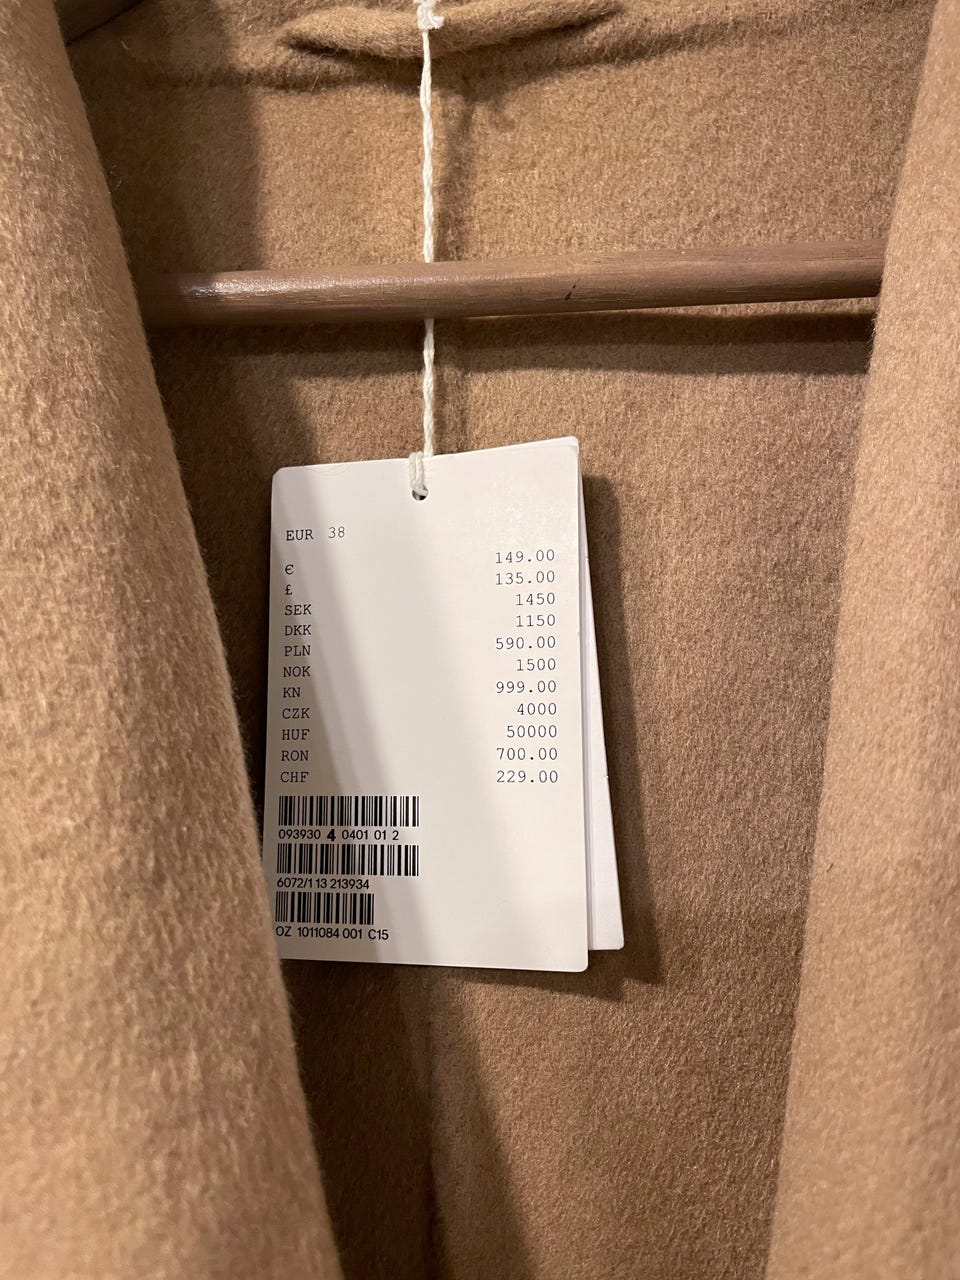 EUR 38
€ 149.00
£ 135.00
SEK 1450
DKK 1150
PLN 590.00
NOK 1500
KN 999.00
CZK 4000
HUF 50000
RON 700.00
CHF 229.00
093930 4 0401 01 2
6072/113 213934
OZ 1011084 001 C15